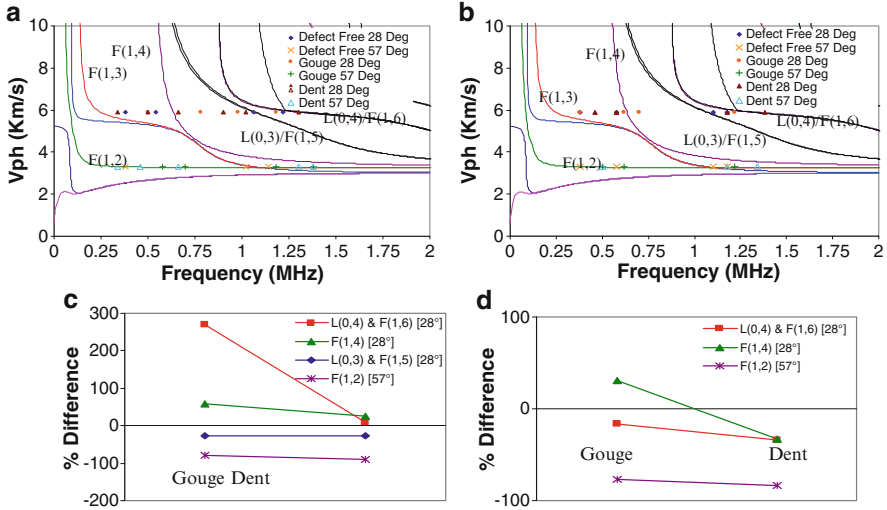 a
10
8
6
4
2
0
Vph (Km/s)
0 0.25 0.5 0.75 1 1.25 1.5 1.75 2
Frequency (MHz)
F(1,4)
F(1,3)
F(1,2)
L(0,4)/F(1,6)
L(0,3)/F(1,5)
Defect Free 28 Deg
Defect Free 57 Deg
Gouge 28 Deg
Gouge 57 Deg
Dent 28 Deg
Dent 57 Deg
b
10
8
6
4
2
0
0 0.25 0.5 0.75 1 1.25 1.5 1.75 2
Frequency (MHz)
F(1,4)
F(1,3)
F(1,2)
L(0,4)/F(1,6)
L(0,3)/F(1,5)
Defect Free 28 Deg
Defect Free 57 Deg
Gouge 28 Deg
Gouge 57 Deg
Dent 28 Deg
Dent 57 Deg
c
300
200
100
0
-100
-200
% Difference
L(0,4) & F(1,6) [28°]
F(1,4) [28°]
L(0,3) & F(1,5) [28°]
F(1,2) [57°]
Gouge Dent
d
100
0
-100
% Difference
L(0,4) & F(1,6) [28°]
F(1,4) [28°]
F(1,2) [57°]
Gouge
Dent